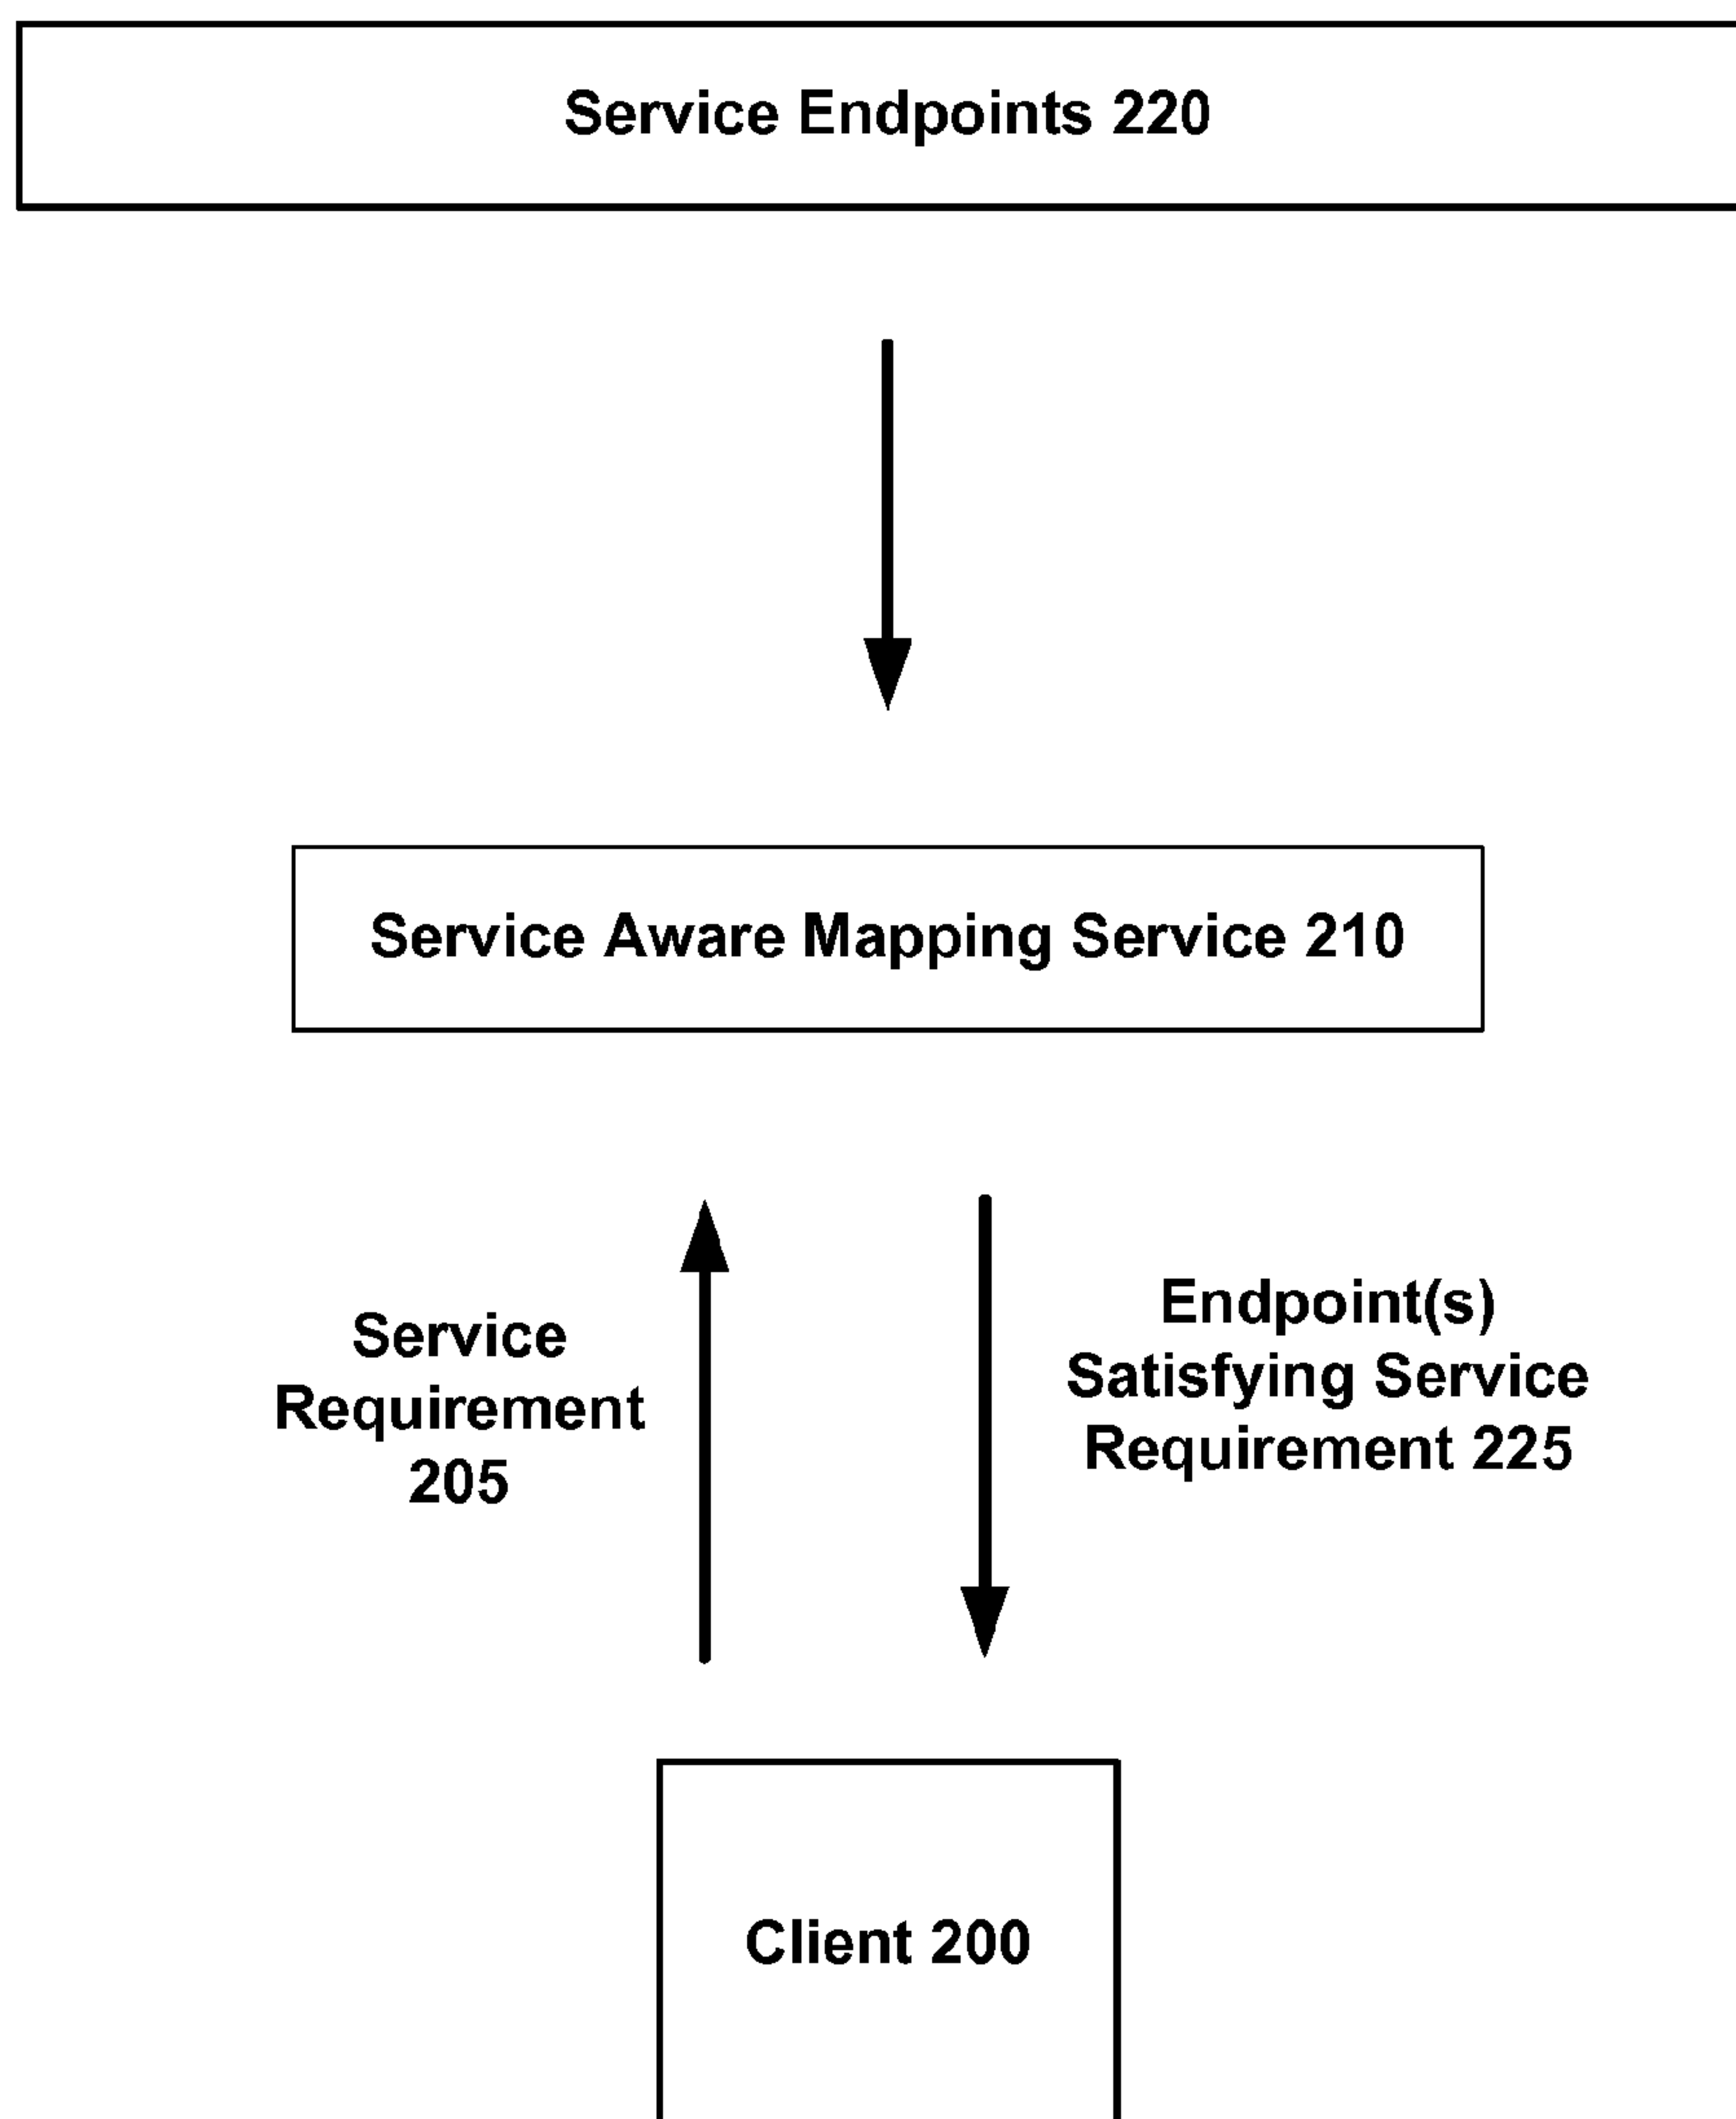 Service Endpoints 220
Service Aware Mapping Service 210
Service
Requirement
205
Endpoint(s)
Satisfying Service
Requirement 225
Client 200